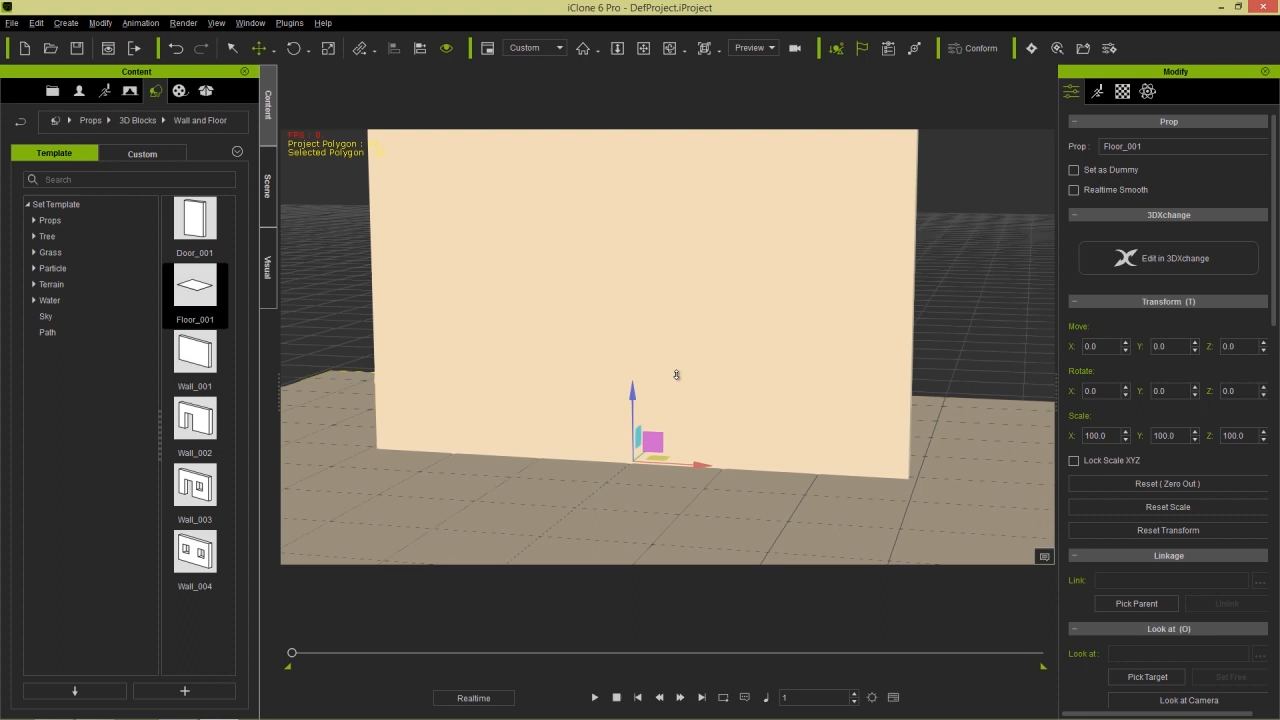 iClone 6 Pro - DefProject.iProject
File Edit Create Modify Animation Render View Window Plugins Help
Custom Preview Conform
Content
Props 3D Blocks Wall and Floor
Template Custom
Search
Set Template
Props
Tree
Grass
Particle
Terrain
Water
Sky
Path
Door_001
Floor_001
Wall_001
Wall_002
Wall_003
Wall_004
Content
Scene
Visual
FPS : 0
Project Polygon :
Selected Polygon
Realtime
1
Modify
Prop
Prop : Floor_001
Set as Dummy
Realtime Smooth
3DXchange
Edit in 3DXchange
Transform (T)
Move:
X: 0.0 Y: 0.0 Z: 0.0
Rotate:
X: 0.0 Y: 0.0 Z: 0.0
Scale:
X: 100.0 Y: 100.0 Z: 100.0
Lock Scale XYZ
Reset ( Zero Out )
Reset Scale
Reset Transform
Linkage
Link: ...
Pick Parent Unlink
Look at (O)
Look at: ...
Pick Target Set Free
Look at Camera